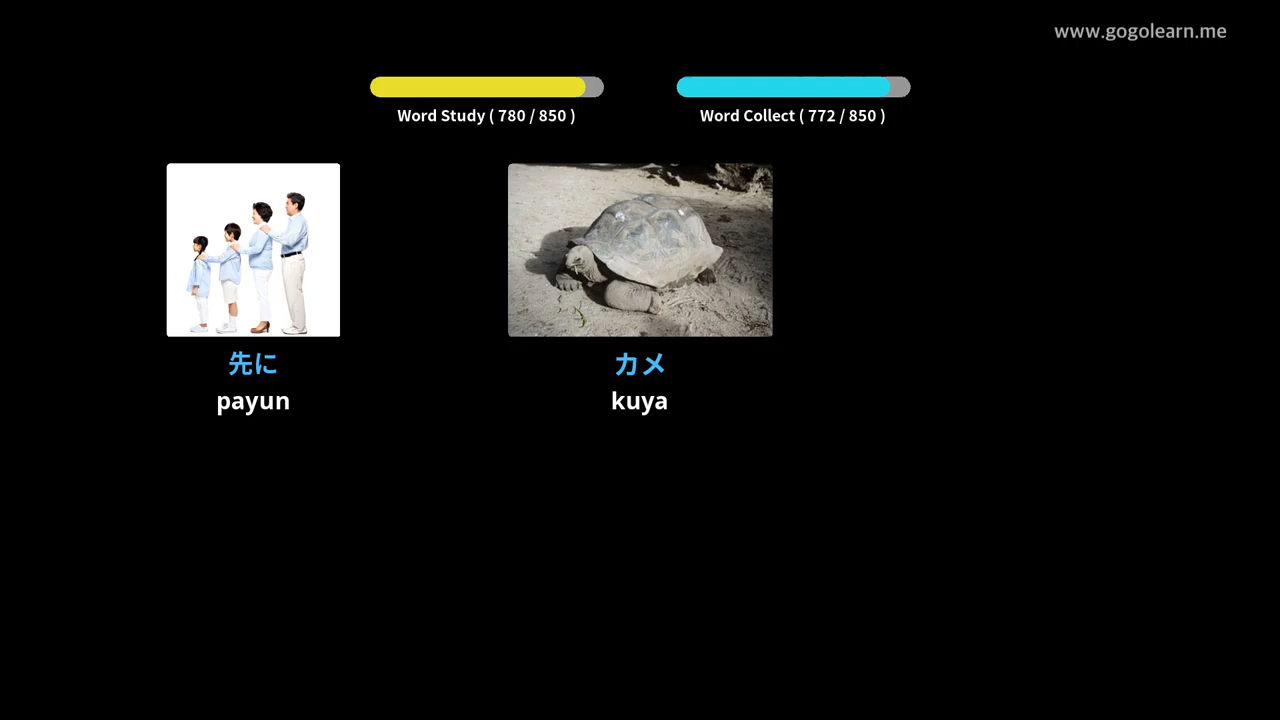 www.gogolearn.me
Word Study ( 780 / 850 )
Word Collect ( 772 / 850 )
先に
カメ
payun
kuya